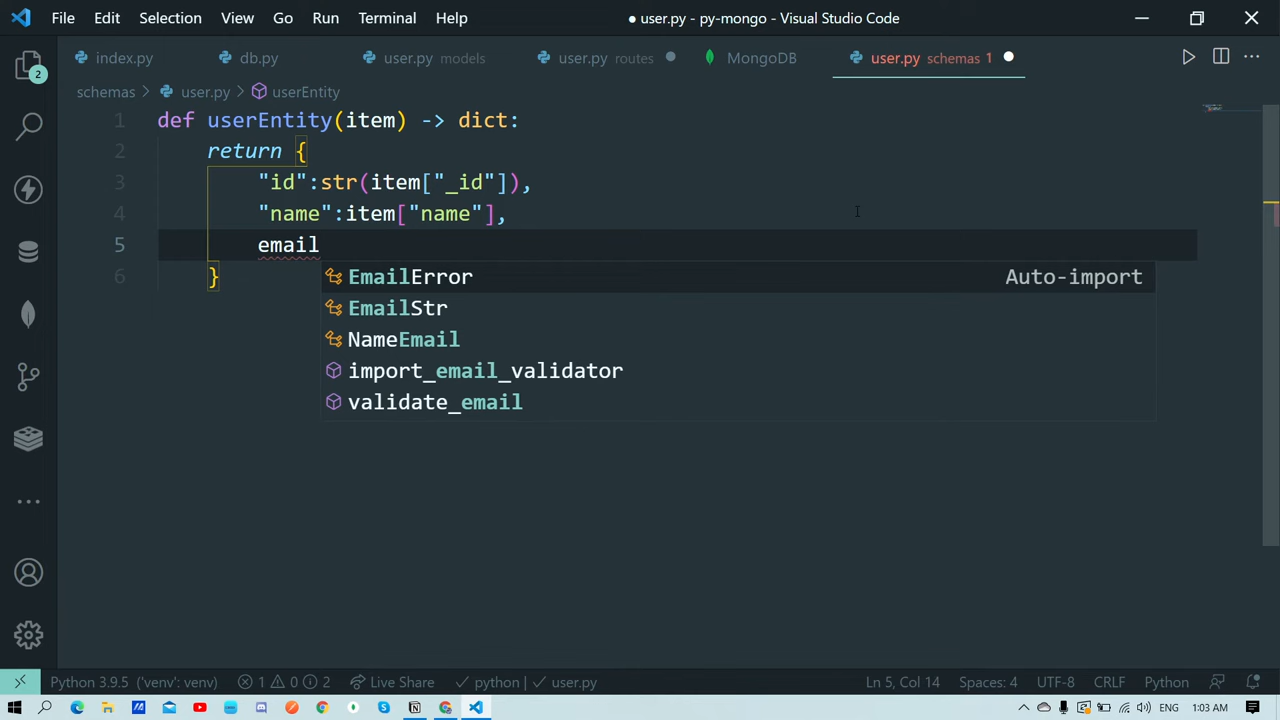 File Edit Selection View Go Run Terminal Help
● user.py - py-mongo - Visual Studio Code
index.py db.py user.py models user.py routes MongoDB user.py schemas 1
schemas > user.py > userEntity
1 def userEntity(item) -> dict:
2 return {
3 "id":str(item["_id"]),
4 "name":item["name"],
5 email
6 }
EmailError Auto-import
EmailStr
NameEmail
import_email_validator
validate_email
2
Python 3.9.5 ('venv': venv) 1 0 2 Live Share python | user.py Ln 5, Col 14 Spaces: 4 UTF-8 CRLF Python
1:03 AM